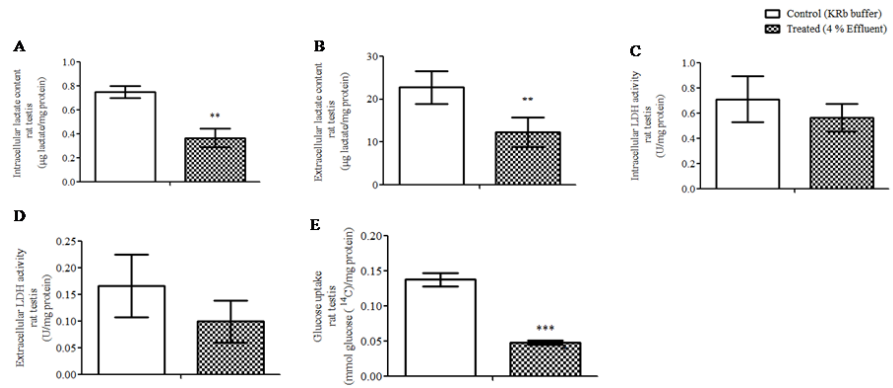 Control (KRb buffer)
Treated (4 % Effluent)
A
Intracellular lactate content
rat testis
(µg lactate/mg protein)
1.0
0.8
0.6
0.4
0.2
0.0
**
B
Extracellular lactate content
rat testis
(µg lactate/mg protein)
30
20
10
0
**
C
Intracellular LDH activity
rat testis
(U/mg protein)
1.0
0.8
0.6
0.4
0.2
0.0
D
Extracellular LDH activity
rat testis
(U/mg protein)
0.25
0.20
0.15
0.10
0.05
0.00
E
Glucose uptake
rat testis
(mmol glucose (¹⁴C)/mg protein)
0.20
0.15
0.10
0.05
0.00
***